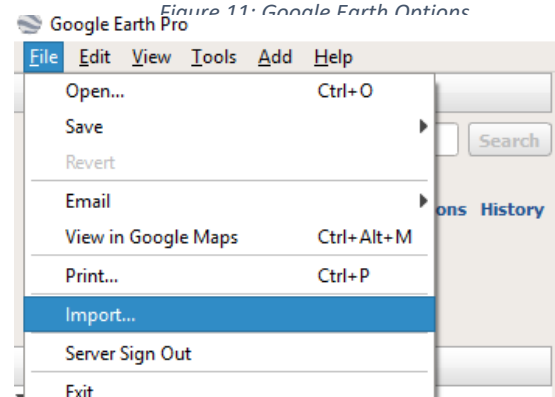 Figure 11: Google Earth Options
Google Earth Pro
File Edit View Tools Add Help
Open... Ctrl+O
Save
Search
Revert
Email
ons History
View in Google Maps Ctrl+Alt+M
Print... Ctrl+P
Import...
Server Sign Out
Exit